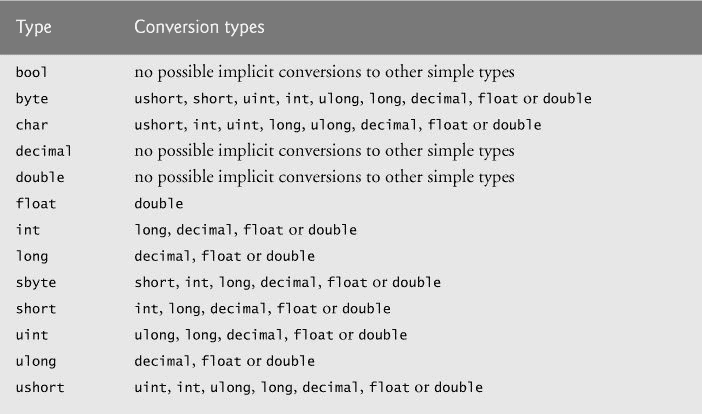 Type Conversion types
bool no possible implicit conversions to other simple types
byte ushort, short, uint, int, ulong, long, decimal, float or double
char ushort, int, uint, long, ulong, decimal, float or double
decimal no possible implicit conversions to other simple types
double no possible implicit conversions to other simple types
float double
int long, decimal, float or double
long decimal, float or double
sbyte short, int, long, decimal, float or double
short int, long, decimal, float or double
uint ulong, long, decimal, float or double
ulong decimal, float or double
ushort uint, int, ulong, long, decimal, float or double